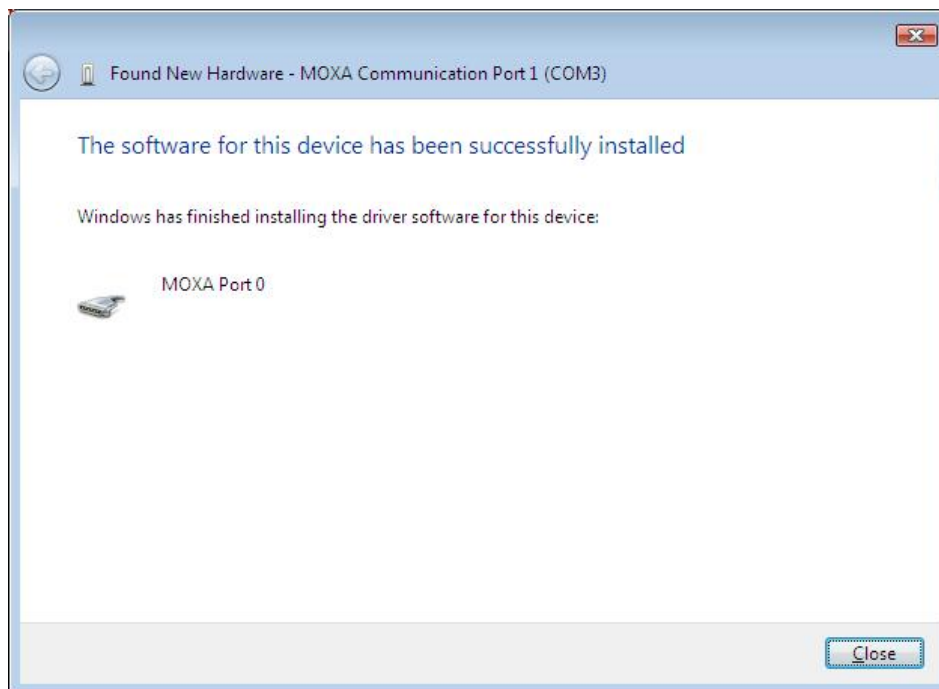 Found New Hardware - MOXA Communication Port 1 (COM3)
The software for this device has been successfully installed
Windows has finished installing the driver software for this device:
MOXA Port 0
Close